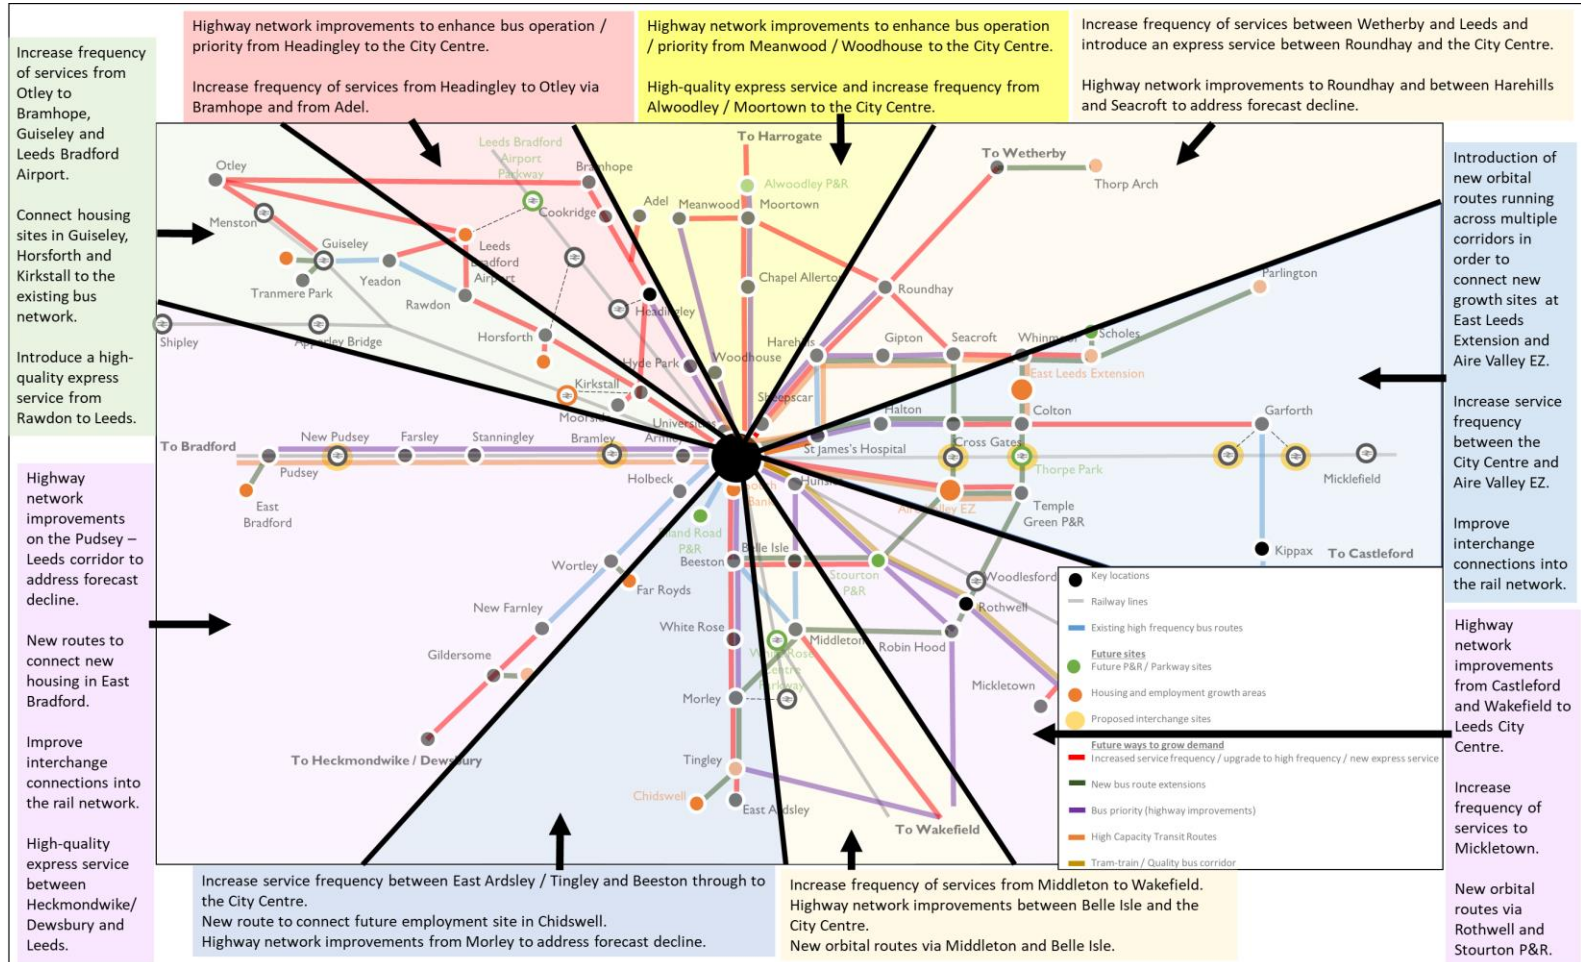 Highway network improvements to enhance bus operation /
priority from Headingley to the City Centre.
Increase frequency of services from Headingley to Otley via
Bramhope and from Adel.
Highway network improvements to enhance bus operation
/ priority from Meanwood / Woodhouse to the City Centre.
High-quality express service and increase frequency from
Alwoodley / Moortown to the City Centre.
Increase frequency of services between Wetherby and Leeds and
introduce an express service between Roundhay and the City Centre.
Highway network improvements to Roundhay and between Harehills
and Seacroft to address forecast decline.
Increase frequency
of services from
Otley to
Bramhope,
Guiseley and
Leeds Bradford
Airport.
Connect housing
sites in Guiseley,
Horsforth and
Kirkstall to the
existing bus
network.
Introduce a high-
quality express
service from
Rawdon to Leeds.
Highway
network
improvements
on the Pudsey –
Leeds corridor to
address forecast
decline.
New routes to
connect new
housing in East
Bradford.
Improve
interchange
connections into
the rail network.
High-quality
express service
between
Heckmondwike/
Dewsbury and
Leeds.
To Harrogate
Leeds Bradford
Airport
Parkway
Otley
Bramhope
Alwoodley P&R
To Wetherby
Thorp Arch
Menston
Cookridge
Adel
Meanwood
Moortown
Guiseley
Leeds
Bradford
Airport
Yeadon
Tranmere Park
Rawdon
Chapel Allerton
Roundhay
Parlington
Headingley
Shipley
Apperley Bridge
Horsforth
Hyde Park
Woodhouse
Harehills
Gipton
Seacroft
Whinmoor
Scholes
East Leeds Extension
Kirkstall
Moorside
Sheepscar
Universities
Halton
Colton
Garforth
To Bradford
New Pudsey
Farsley
Stanningley
Bramley
Armley
St James's Hospital
Cross Gates
Pudsey
Thorpe Park
Micklefield
Holbeck
South
Bank
Hunslet
East
Bradford
Aire Valley EZ
Temple
Green P&R
Elland Road
P&R
Belle Isle
Beeston
Kippax
To Castleford
Wortley
Far Royds
Stourton
P&R
Woodlesford
Rothwell
New Farnley
White Rose
Middleton
Robin Hood
White Rose
Centre
Parkway
Gildersome
Morley
Mickletown
To Heckmondwike / Dewsbury
Tingley
Chidswell
East Ardsley
To Wakefield
Key locations
Railway lines
Existing high frequency bus routes
Future sites
Future P&R / Parkway sites
Housing and employment growth areas
Proposed interchange sites
Future ways to grow demand
Increased service frequency / upgrade to high frequency / new express service
New bus route extensions
Bus priority (highway improvements)
High Capacity Transit Routes
Tram-train / Quality bus corridor
Introduction of
new orbital
routes running
across multiple
corridors in
order to
connect new
growth sites at
East Leeds
Extension and
Aire Valley EZ.
Increase service
frequency
between the
City Centre and
Aire Valley EZ.
Improve
interchange
connections into
the rail network.
Highway
network
improvements
from Castleford
and Wakefield to
Leeds City
Centre.
Increase
frequency of
services to
Mickletown.
New orbital
routes via
Rothwell and
Stourton P&R.
Increase service frequency between East Ardsley / Tingley and Beeston through to
the City Centre.
New route to connect future employment site in Chidswell.
Highway network improvements from Morley to address forecast decline.
Increase frequency of services from Middleton to Wakefield.
Highway network improvements between Belle Isle and the
City Centre.
New orbital routes via Middleton and Belle Isle.